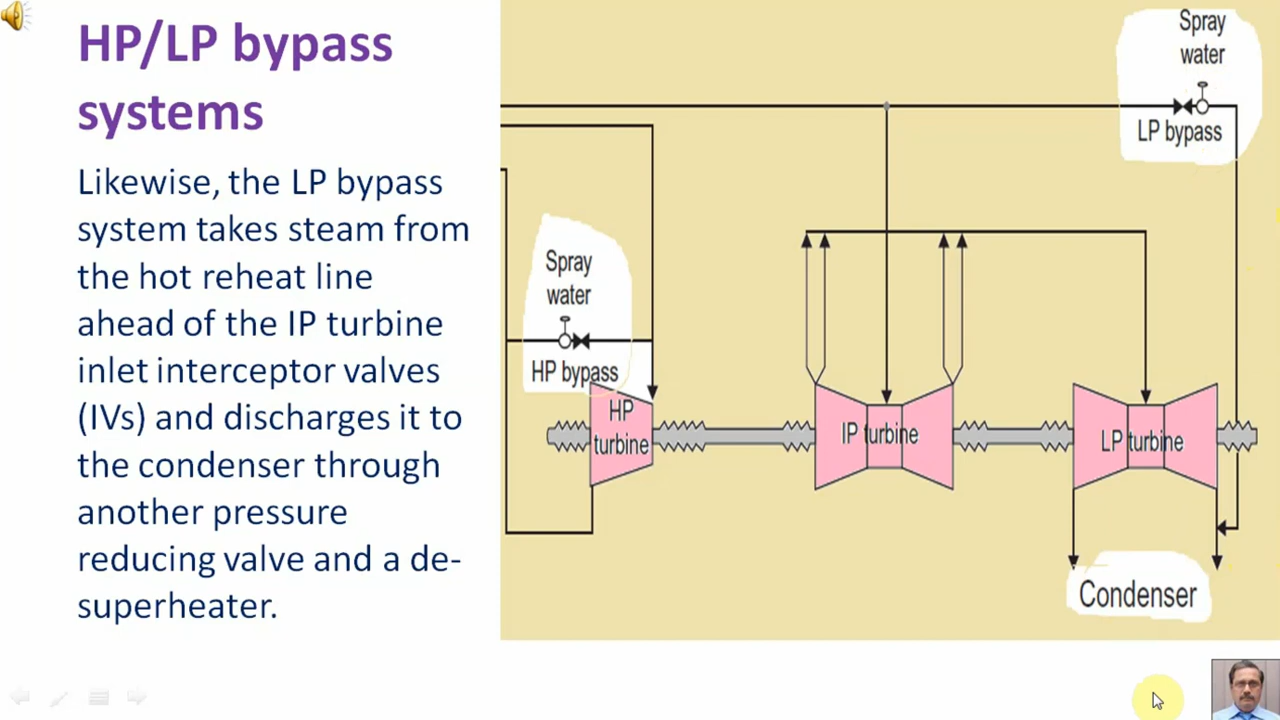 HP/LP bypass
systems
Likewise, the LP bypass
system takes steam from
the hot reheat line
ahead of the IP turbine
inlet interceptor valves
(IVs) and discharges it to
the condenser through
another pressure
reducing valve and a de-
superheater.
Spray
water
LP bypass
Spray
water
HP bypass
HP
turbine
IP turbine
LP turbine
Condenser